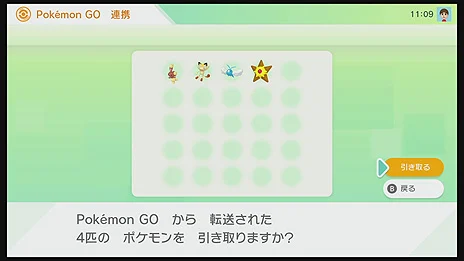 Pokémon GO 連携
11:09
引き取る
B 戻る
Pokémon GO から 転送された
4匹の ポケモンを 引き取りますか?